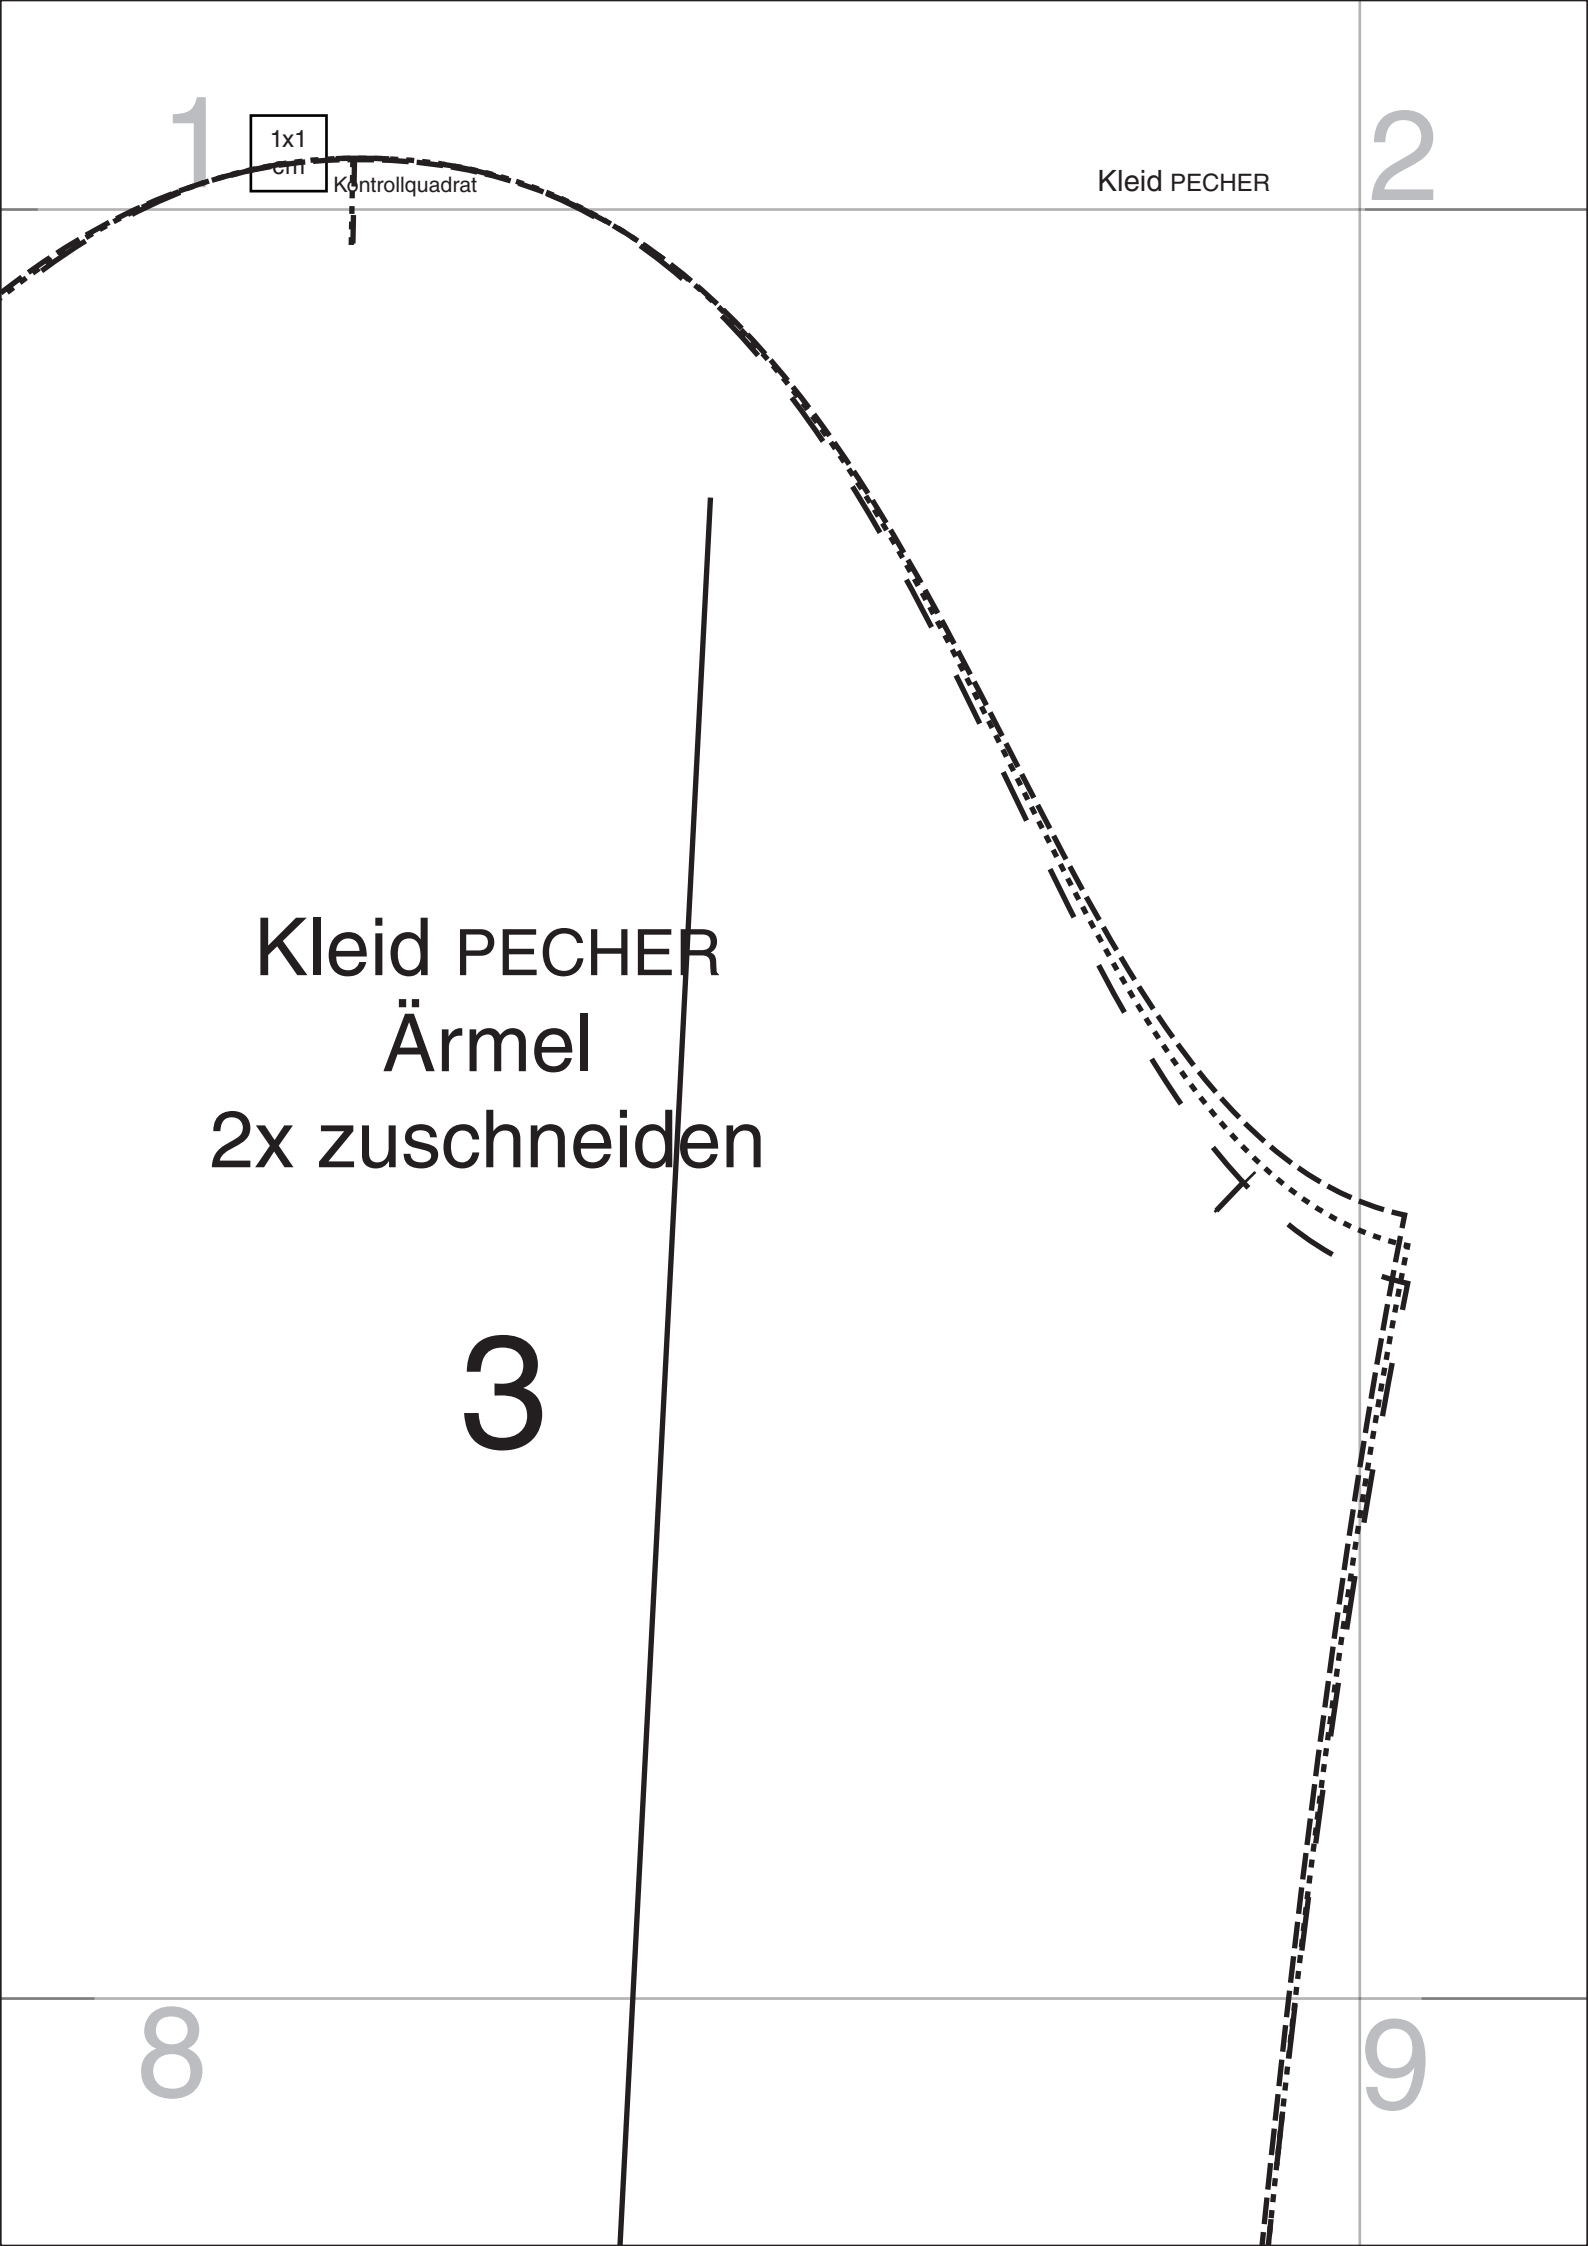 1
1x1
cm
Kontrollquadrat
Kleid PECHER
2
Kleid PECHER
Ärmel
2x zuschneiden
3
8
9